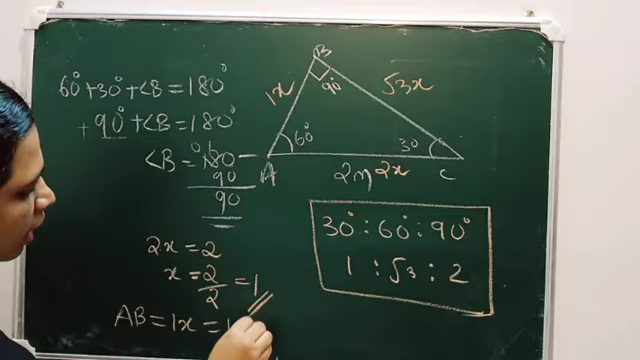 60° + 30° + ∠B = 180°
+ 90° + ∠B = 180°
∠B = 180 -
90
90
2x = 2
x = 2/2 = 1
AB = 1x = 1
B
1x
90°
√3x
60°
30
A
2m 2x
C
30° : 60° : 90°
1 : √3 : 2